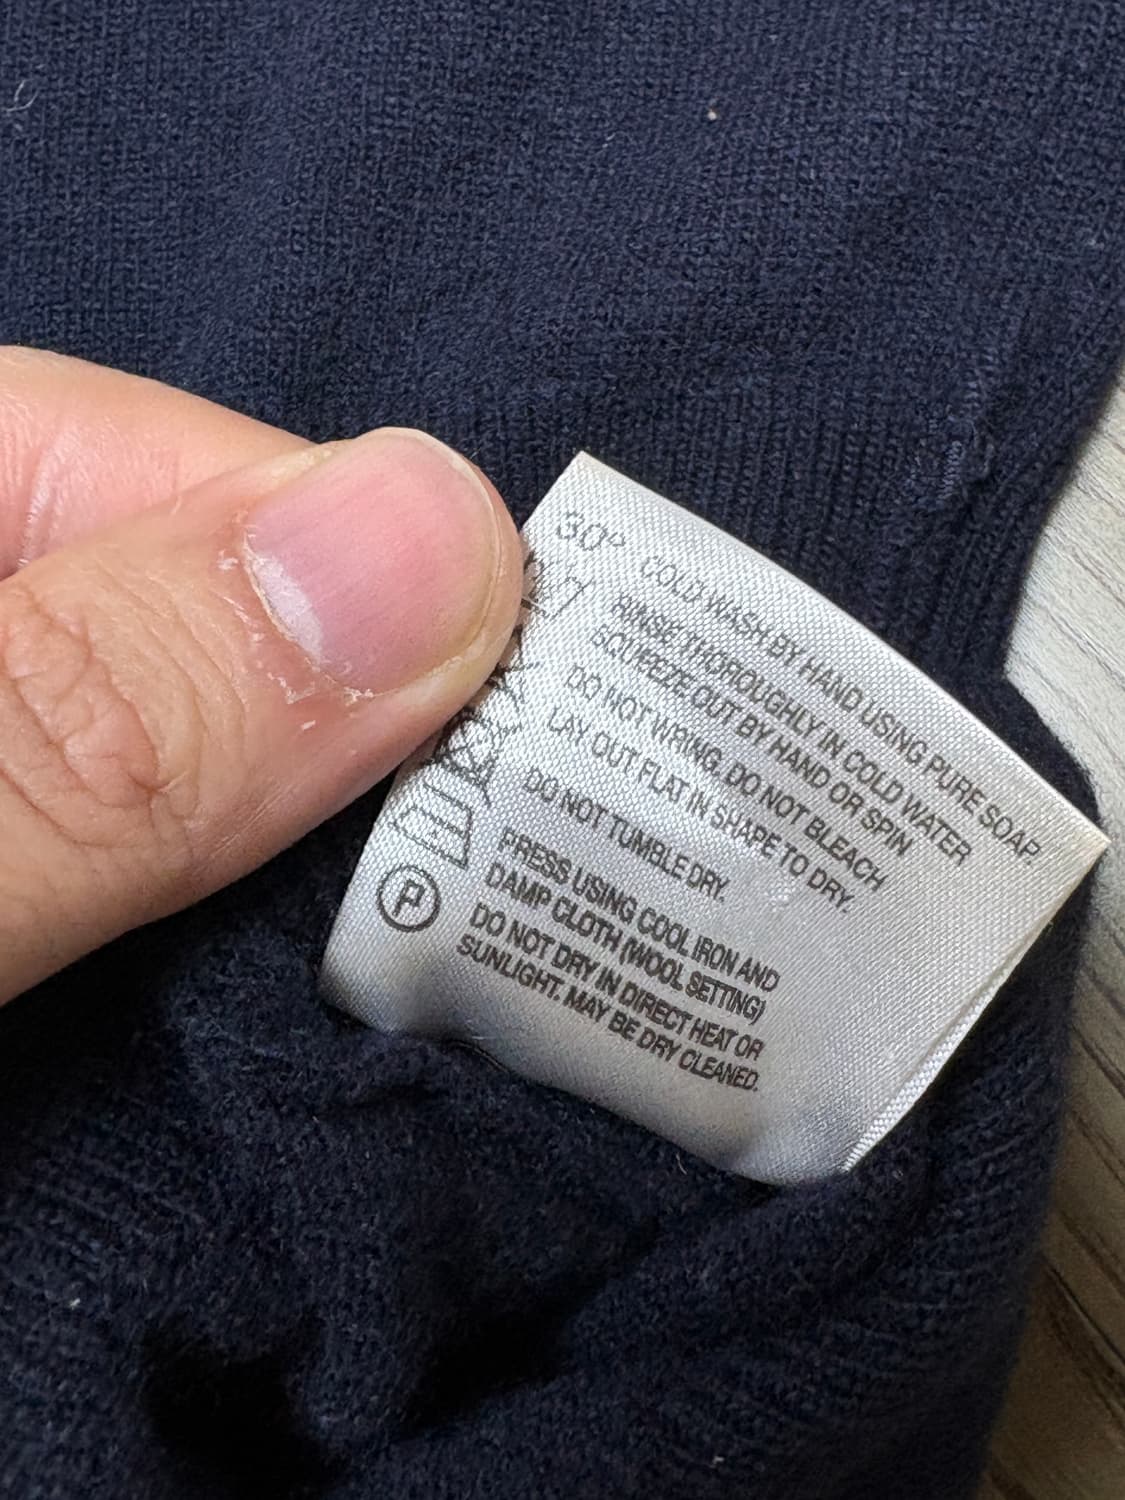 30°
COLD WASH BY HAND USING PURE SOAP
RINSE THOROUGHLY IN COLD WATER
SQUEEZE OUT BY HAND OR SPIN
DO NOT WRING. DO NOT BLEACH
LAY OUT FLAT IN SHAPE TO DRY.
DO NOT TUMBLE DRY.
PRESS USING COOL IRON AND
DAMP CLOTH (WOOL SETTING)
DO NOT DRY IN DIRECT HEAT OR
SUNLIGHT. MAY BE DRY CLEANED.
P